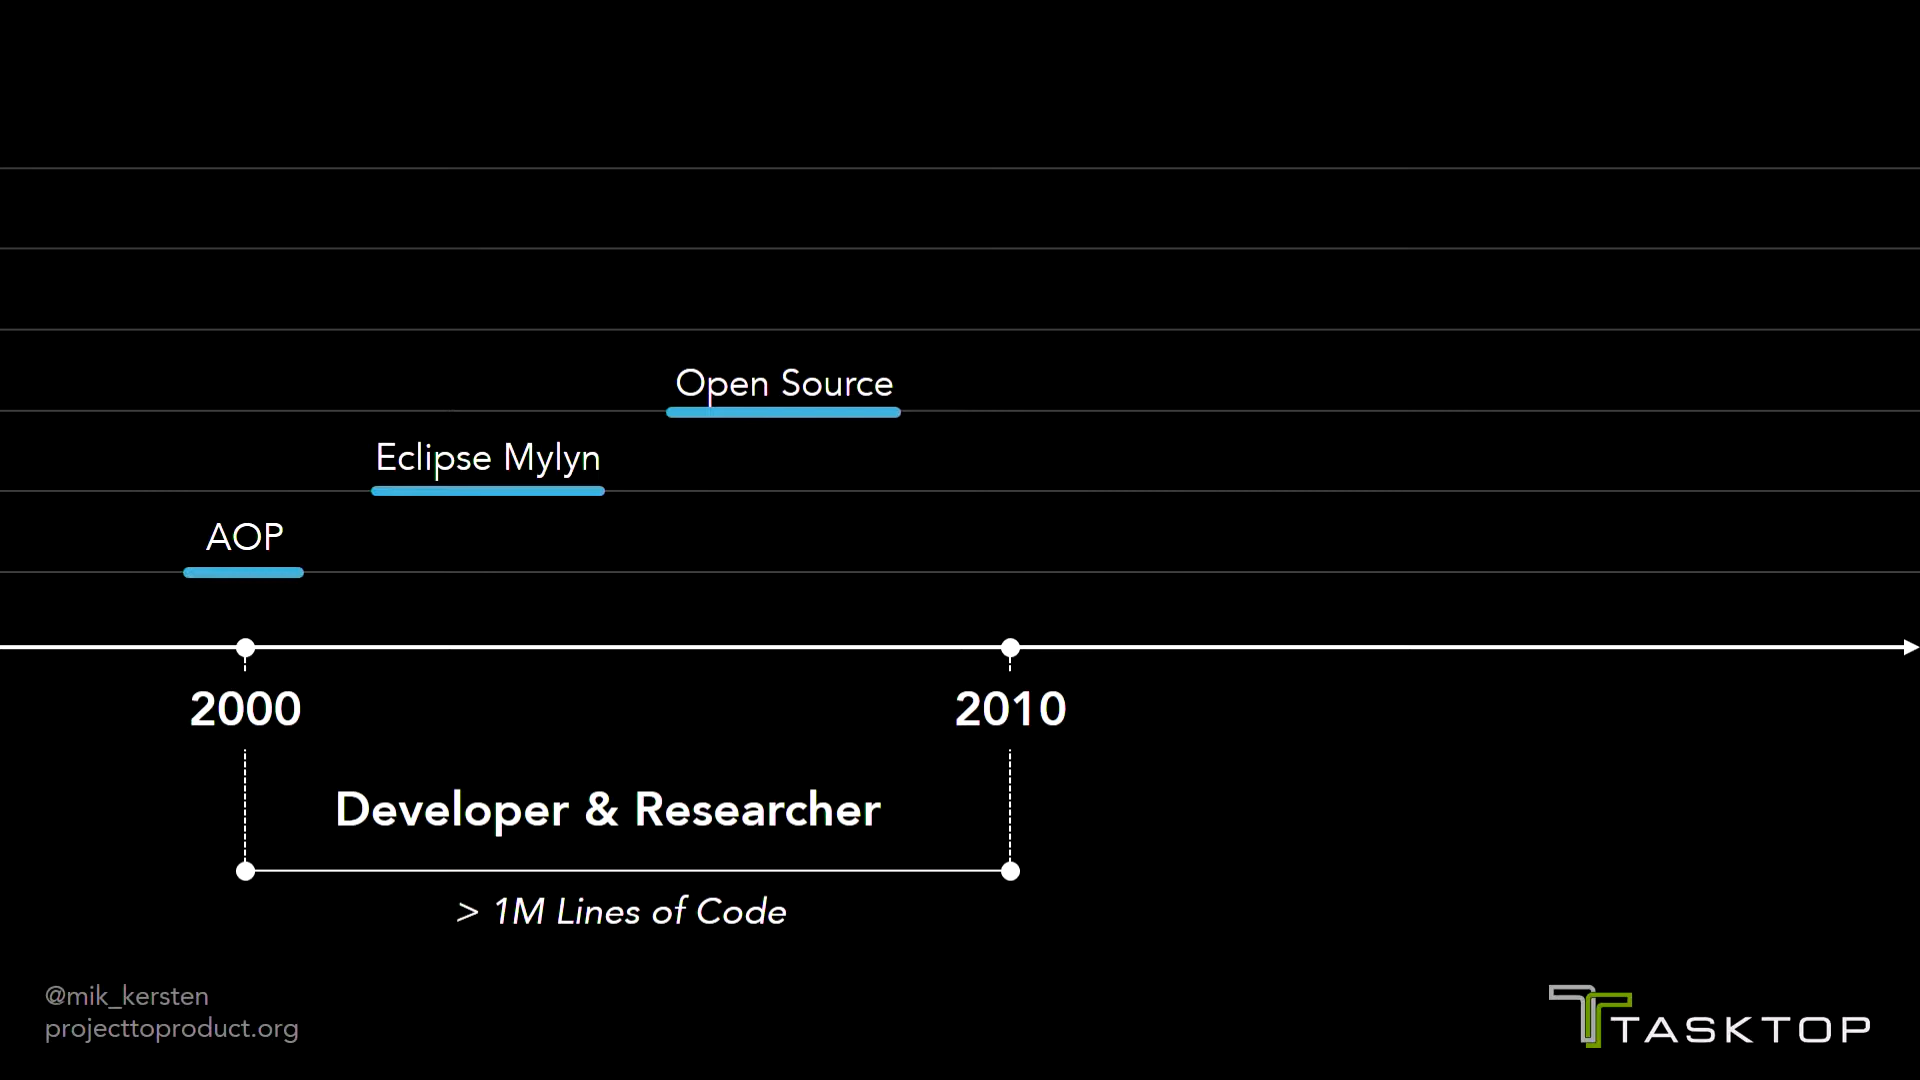 Open Source
Eclipse Mylyn
AOP
2000
2010
Developer & Researcher
> 1M Lines of Code
@mik_kersten
projecttoproduct.org
TASKTOP